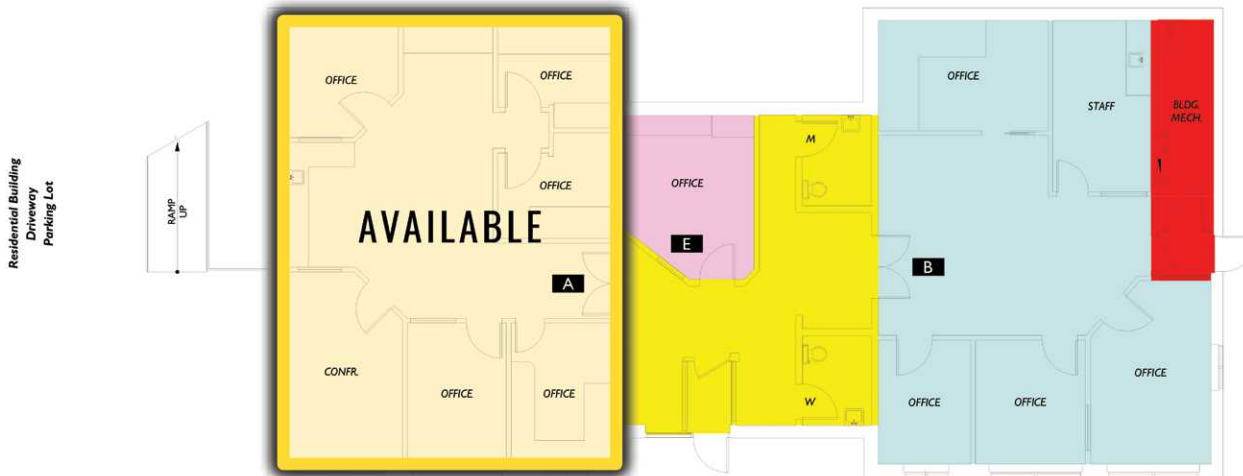 Residential Building
Driveway
Parking Lot
RAMP
UP
OFFICE
OFFICE
OFFICE
AVAILABLE
A
CONFR.
OFFICE
OFFICE
OFFICE
E
M
W
OFFICE
STAFF
BLDG.
MECH.
B
OFFICE
OFFICE
OFFICE